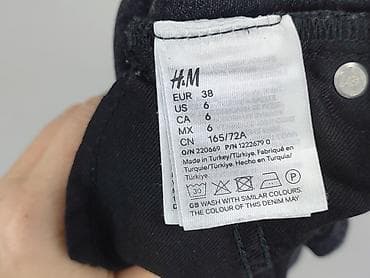 H&M
EUR 38
US 6
CA 6
MX 6
CN 165/72A
O/N 220669 P/N 1222679 0
Made in Turkey/Türkiye. Fabriqué en
Turquie/Türkiye. Hecho en Turquía/
Türkiye.
30
GB WASH WITH SIMILAR COLOURS.
THE COLOUR OF THIS DENIM MAY